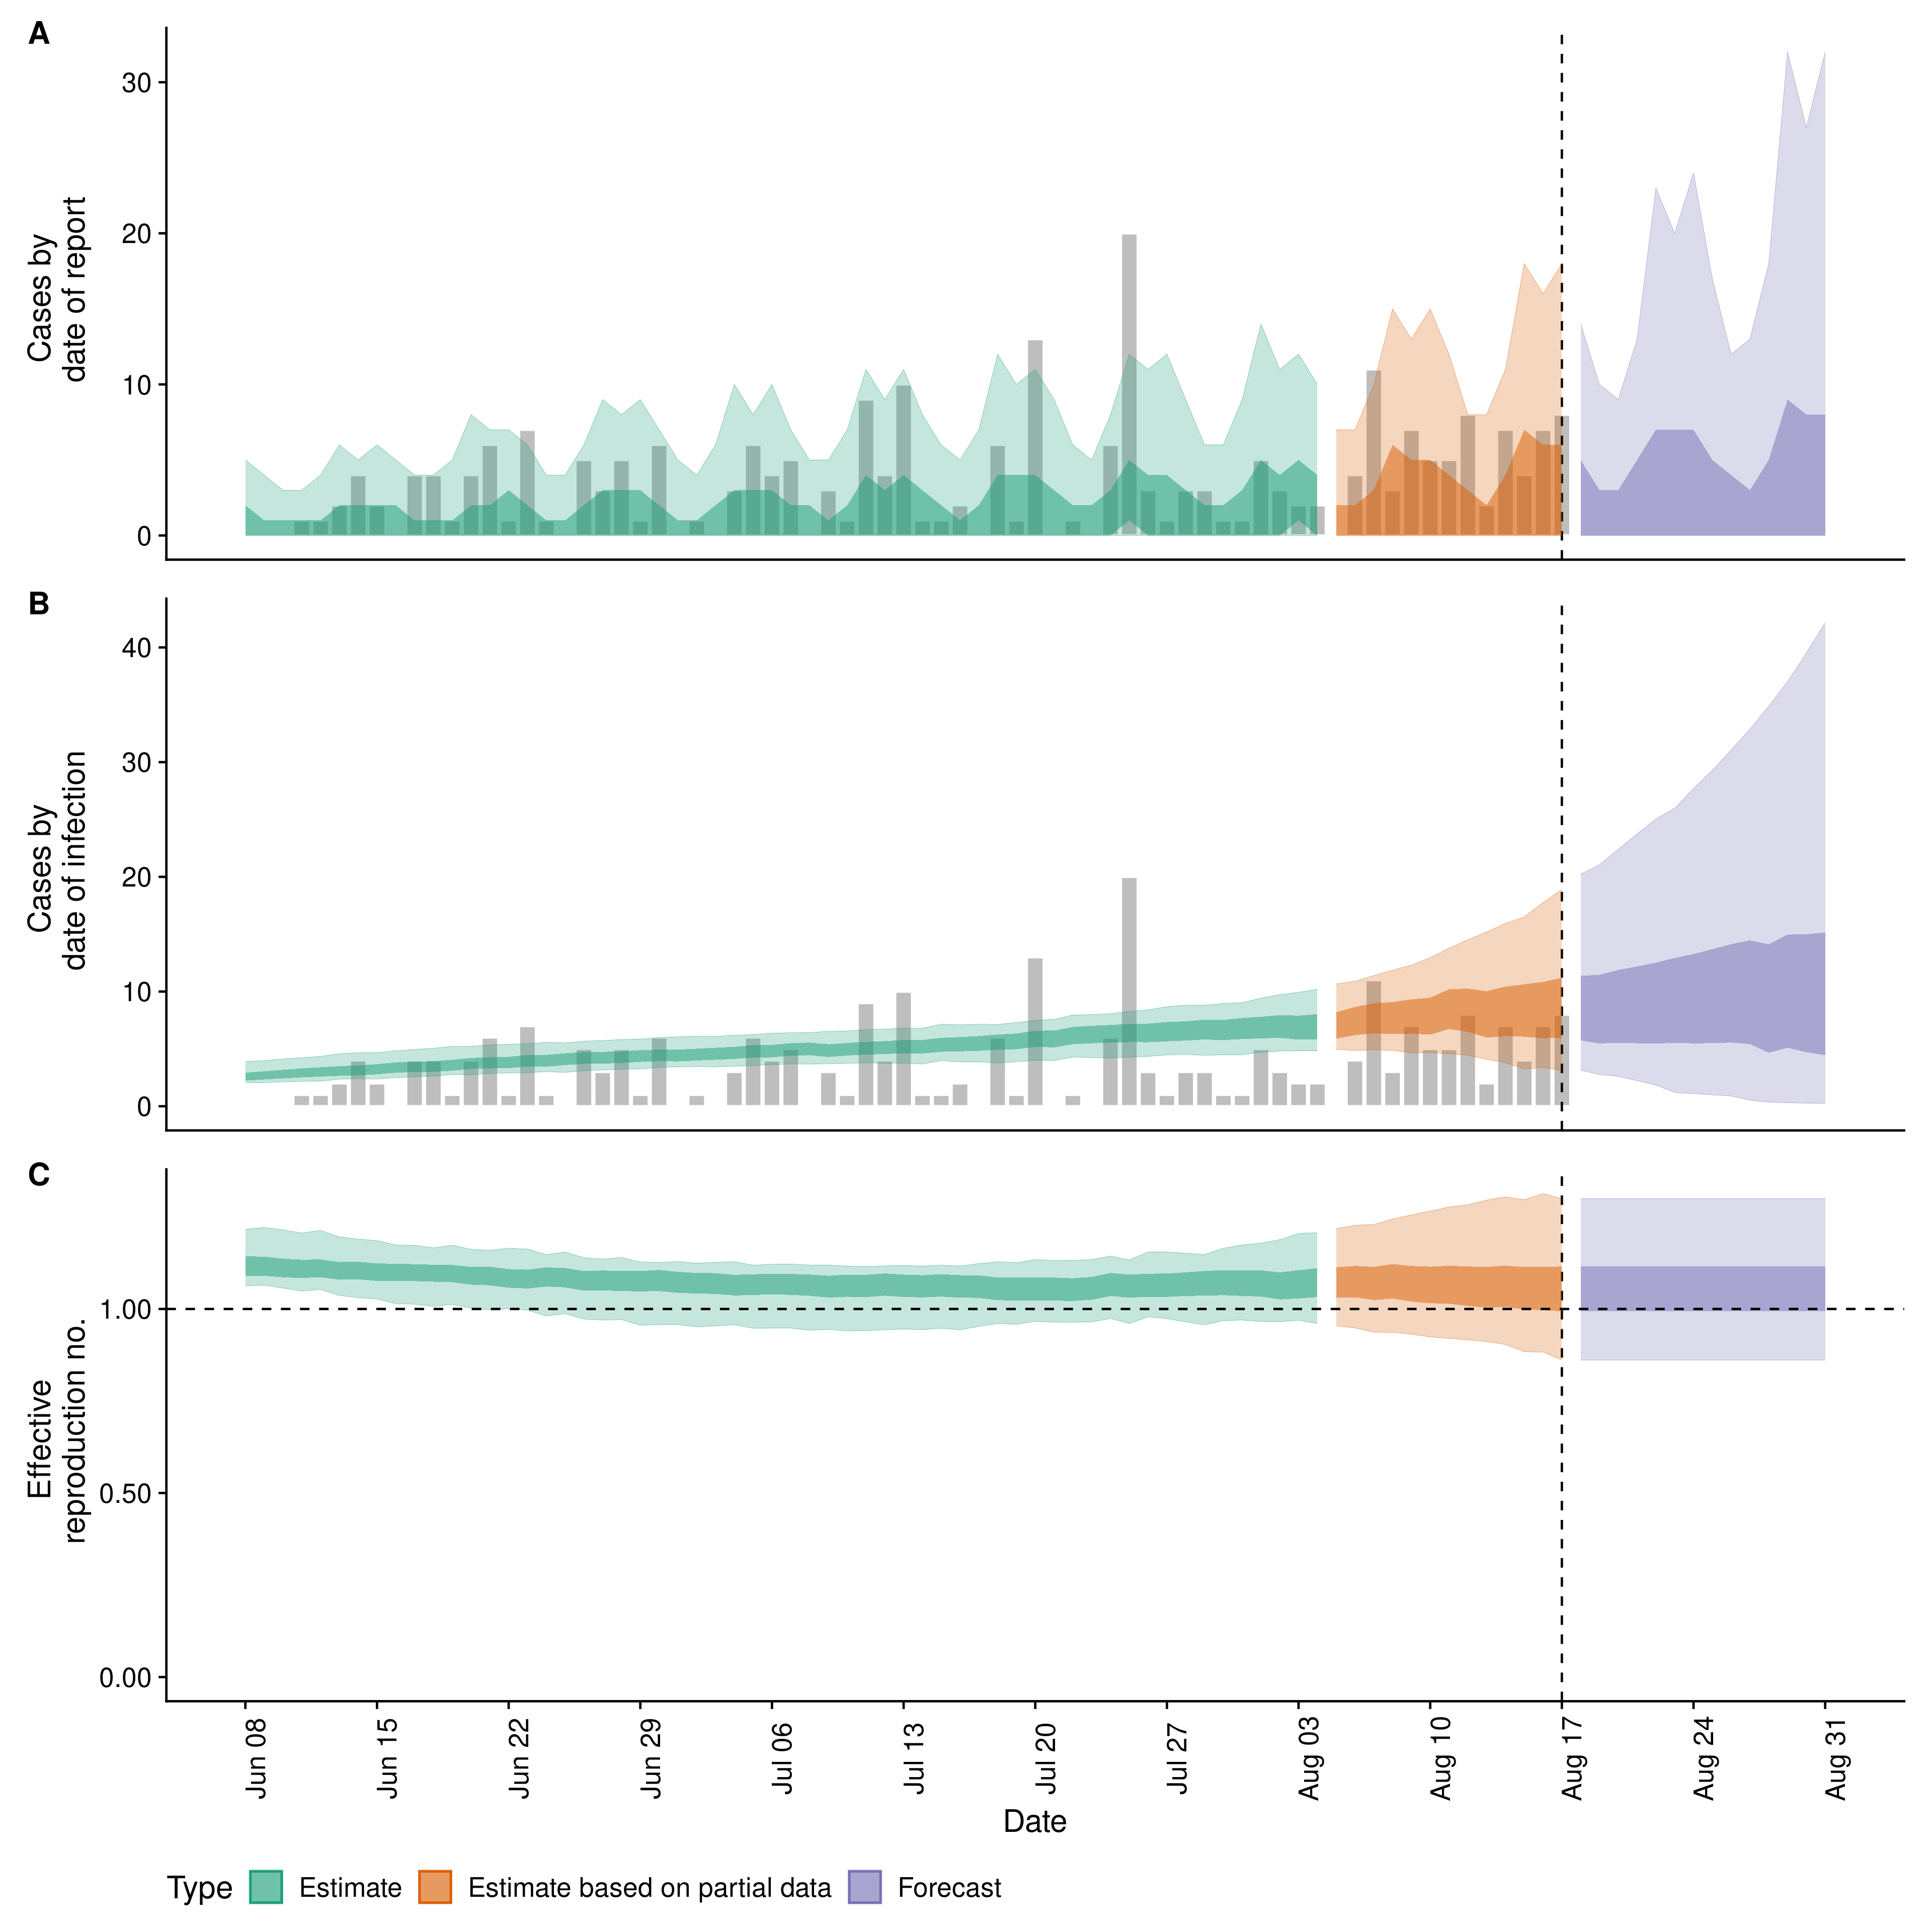 A
Cases by
date of report
30
20
10
0
B
Cases by
date of infection
40
30
20
10
0
C
Effective
reproduction no.
1.00
0.50
0.00
Jun 08
Jun 15
Jun 22
Jun 29
Jul 06
Jul 13
Jul 20
Jul 27
Aug 03
Aug 10
Aug 17
Aug 24
Aug 31
Date
Type Estimate Estimate based on partial data Forecast